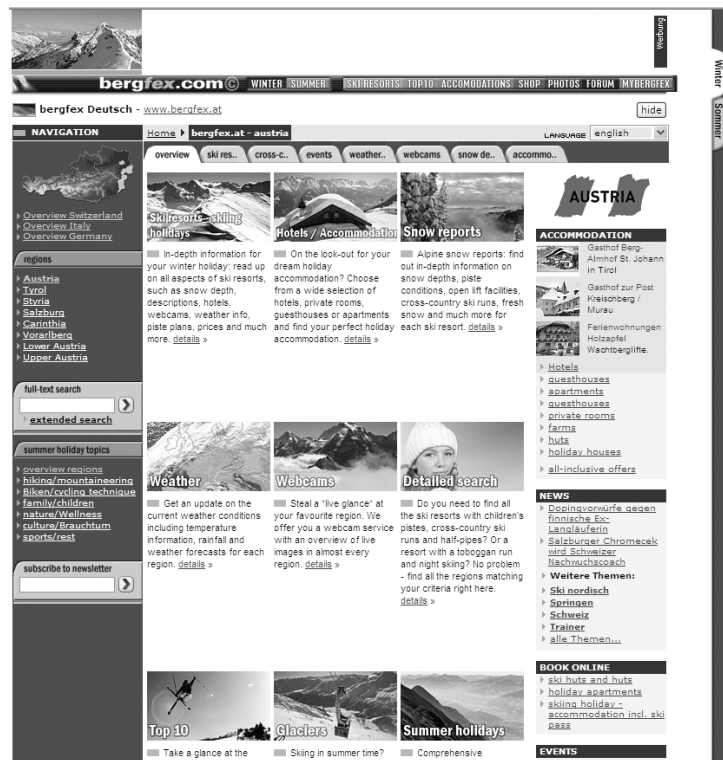 Werbung
Winter
Sommer
bergfex.com© WINTER SUMMER SKI RESORTS TOP10 ACCOMODATIONS SHOP PHOTOS FORUM MYBERGFEX
bergfex Deutsch - www.bergfex.at
hide
NAVIGATION
Home bergfex.at - austria
LANGUAGE english
overview ski res.. cross-c.. events weather.. webcams snow de.. accommo..
Overview Switzerland
Overview Italy
Overview Germany
regions
Austria
Tyrol
Styria
Salzburg
Carinthia
Vorarlberg
Lower Austria
Upper Austria
full-text search
extended search
summer holiday topics
overview regions
hiking/mountaineering
Biken/cycling technique
family/children
nature/Wellness
culture/Brauchtum
sports/rest
subscribe to newsletter
Ski resorts - skiing
holidays
In-depth information for
your winter holiday: read up
on all aspects of ski resorts,
such as snow depth,
descriptions, hotels,
webcams, weather info,
piste plans, prices and much
more. details »
Hotels / Accommodation
On the look-out for your
dream holiday
accommodation? Choose
from a wide selection of
hotels, private rooms,
guesthouses or apartments
and find your perfect holiday
accommodation. details »
Snow reports
Alpine snow reports: find
out in-depth information on
snow depths, piste
conditions, open lift facilities,
cross-country ski runs, fresh
snow and much more for
each ski resort. details »
Weather
Get an update on the
current weather conditions
including temperature
information, rainfall and
weather forecasts for each
region. details »
Webcams
Steal a "live glance" at
your favourite region. We
offer you a webcam service
with an overview of live
images in almost every
region. details »
Detailed search
Do you need to find all
the ski resorts with children's
pistes, cross-country ski
runs and half-pipes? Or a
resort with a toboggan run
and night skiing? No problem
- find all the regions matching
your criteria right here.
details »
Top 10
Take a glance at the
Glaciers
Skiing in summer time?
Summer holidays
Comprehensive
AUSTRIA
ACCOMMODATION
Gasthof Berg-
Almhof St. Johann
in Tirol
Gasthof zur Post
Kreischberg /
Murau
Ferienwohnungen
Holzapfel
Wachtberglifte.
Hotels
guesthouses
apartments
guesthouses
private rooms
farms
huts
holiday houses
all-inclusive offers
NEWS
Dopingvorwürfe gegen
finnische Ex-
Langläuferin
Salzburger Chromecek
wird Schweizer
Nachwuchscoach
Weitere Themen:
Ski nordisch
Springen
Schweiz
Trainer
alle Themen...
BOOK ONLINE
ski huts and huts
holiday apartments
skiing holiday -
accommodation incl. ski
pass
EVENTS